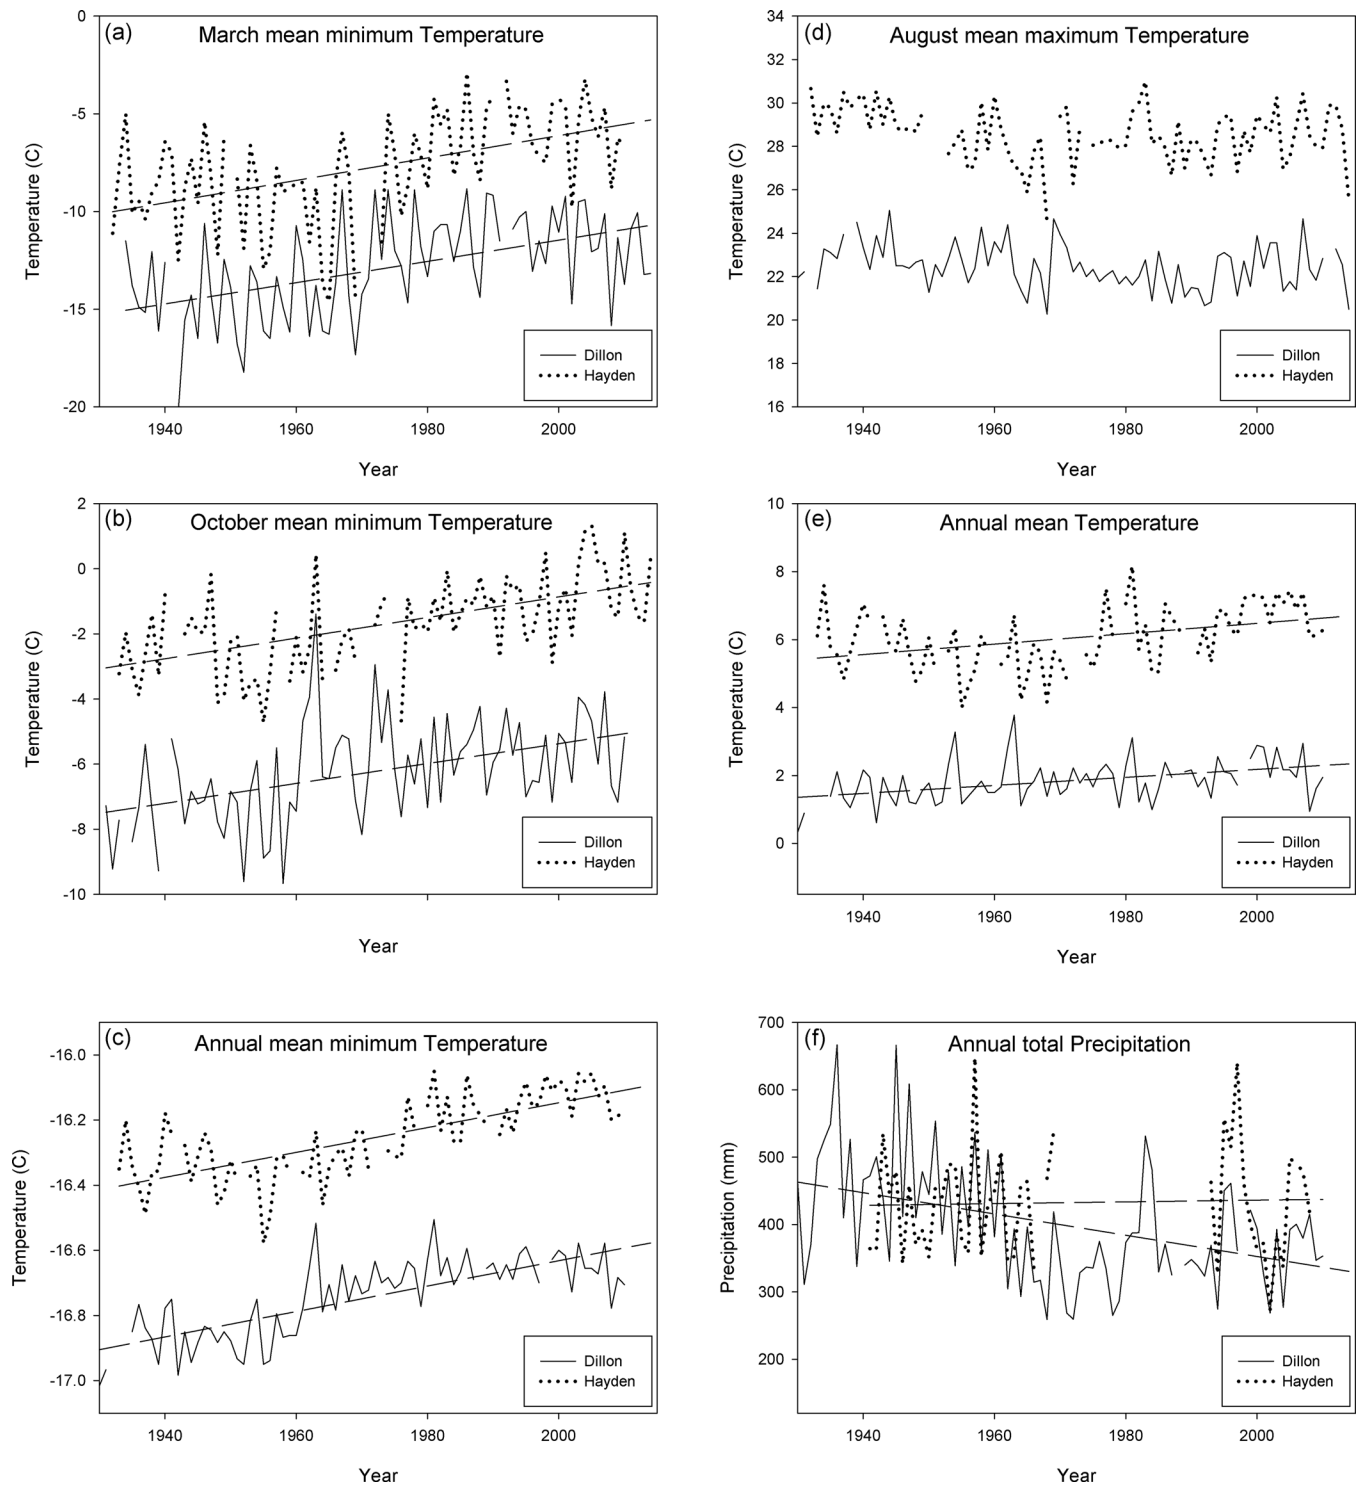 (a)
March mean minimum Temperature
0
-5
-10
-15
-20
Temperature (C)
Dillon
Hayden
1940
1960
1980
2000
Year
(d)
August mean maximum Temperature
34
32
30
28
26
24
22
20
18
16
Temperature (C)
Dillon
Hayden
1940
1960
1980
2000
Year
(b)
October mean minimum Temperature
2
0
-2
-4
-6
-8
-10
Temperature (C)
Dillon
Hayden
Year
(e)
Annual mean Temperature
10
8
6
4
2
0
Temperature (C)
Dillon
Hayden
1940
1960
1980
2000
Year
(c)
Annual mean minimum Temperature
-16.0
-16.2
-16.4
-16.6
-16.8
-17.0
Temperature (C)
Dillon
Hayden
1940
1960
1980
2000
Year
(f)
Annual total Precipitation
700
600
500
400
300
200
Precipitation (mm)
Dillon
Hayden
1940
1960
1980
2000
Year